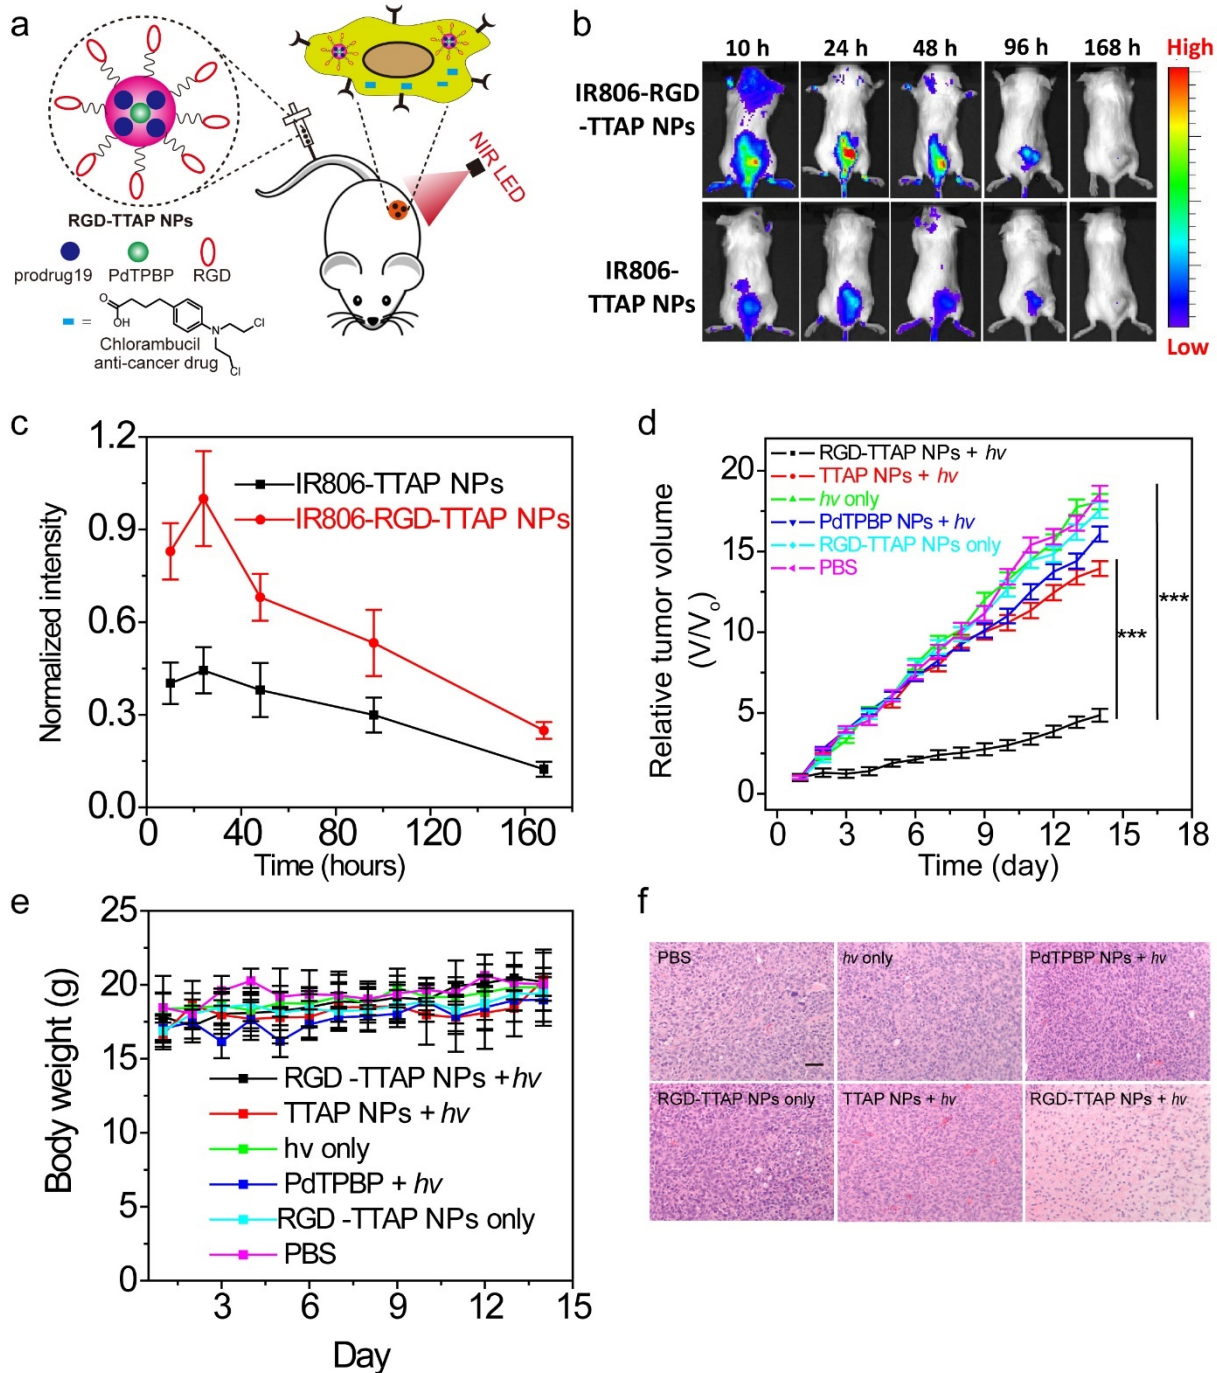 a
RGD-TTAP NPs
prodrug19
PdTPBP
RGD
=
O
OH
N
Cl
Cl
Chlorambucil
anti-cancer drug
NIR LED
b
10 h
24 h
48 h
96 h
168 h
High
IR806-RGD
-TTAP NPs
IR806-
TTAP NPs
Low
c
Normalized intensity
1.2
0.9
0.6
0.3
0.0
IR806-TTAP NPs
IR806-RGD-TTAP NPs
0
40
80
120
160
Time (hours)
d
Relative tumor volume
(V/Vo)
20
15
10
5
0
RGD-TTAP NPs + hv
TTAP NPs + hv
hv only
PdTPBP NPs + hv
RGD-TTAP NPs only
PBS
***
***
0
3
6
9
12
15
18
Time (day)
e
Body weight (g)
25
20
15
10
5
0
RGD -TTAP NPs + hv
TTAP NPs + hv
hv only
PdTPBP + hv
RGD -TTAP NPs only
PBS
3
6
9
12
15
Day
f
PBS
hv only
PdTPBP NPs + hv
RGD-TTAP NPs only
TTAP NPs + hv
RGD-TTAP NPs + hv